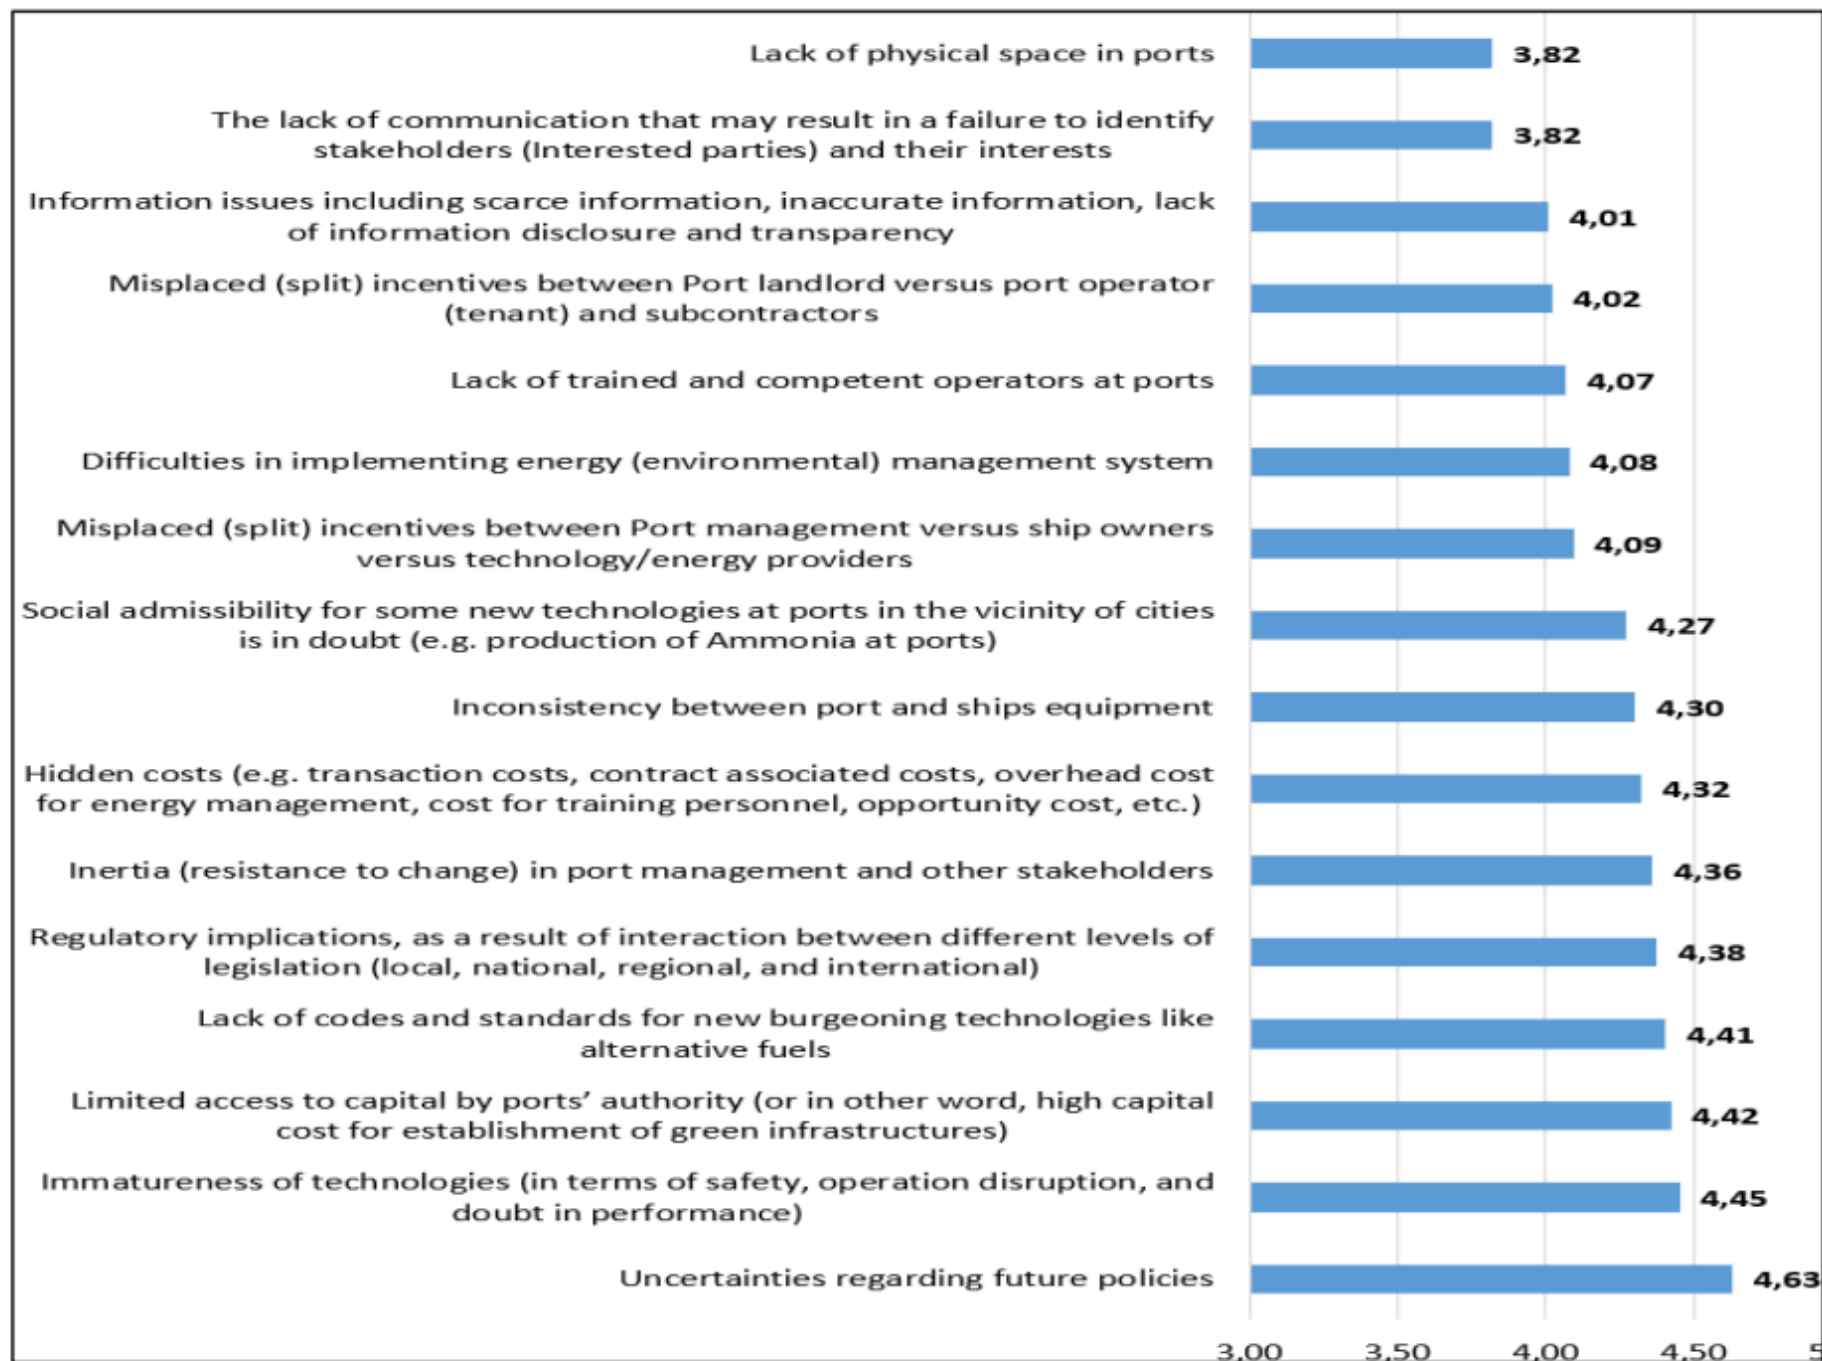 Lack of physical space in ports
3,82
The lack of communication that may result in a failure to identify
stakeholders (Interested parties) and their interests
3,82
Information issues including scarce information, inaccurate information, lack
of information disclosure and transparency
4,01
Misplaced (split) incentives between Port landlord versus port operator
(tenant) and subcontractors
4,02
Lack of trained and competent operators at ports
4,07
Difficulties in implementing energy (environmental) management system
4,08
Misplaced (split) incentives between Port management versus ship owners
versus technology/energy providers
4,09
Social admissibility for some new technologies at ports in the vicinity of cities
is in doubt (e.g. production of Ammonia at ports)
4,27
Inconsistency between port and ships equipment
4,30
Hidden costs (e.g. transaction costs, contract associated costs, overhead cost
for energy management, cost for training personnel, opportunity cost, etc.)
4,32
Inertia (resistance to change) in port management and other stakeholders
4,36
Regulatory implications, as a result of interaction between different levels of
legislation (local, national, regional, and international)
4,38
Lack of codes and standards for new burgeoning technologies like
alternative fuels
4,41
Limited access to capital by ports’ authority (or in other word, high capital
cost for establishment of green infrastructures)
4,42
Immatureness of technologies (in terms of safety, operation disruption, and
doubt in performance)
4,45
Uncertainties regarding future policies
4,63
3,00 3,50 4,00 4,50